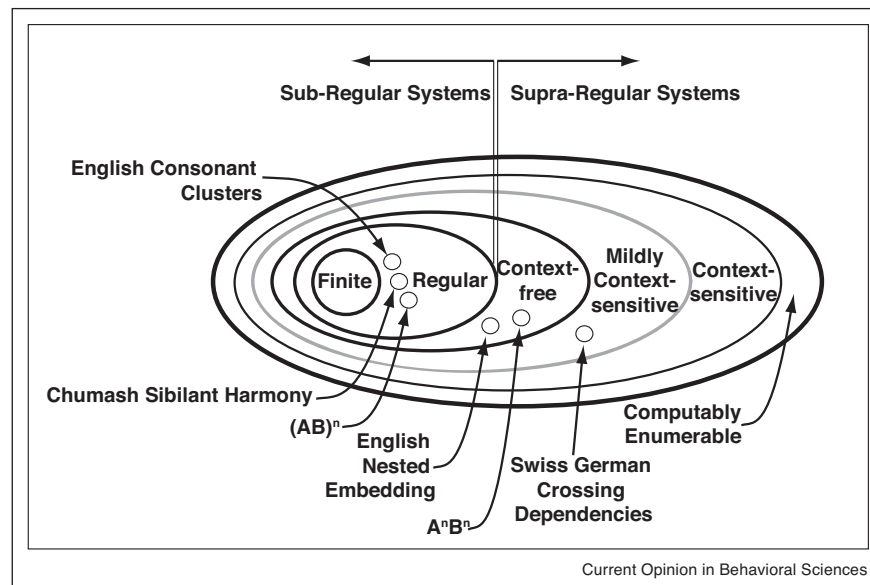 Sub-Regular Systems
Supra-Regular Systems
English Consonant
Clusters
Finite
Regular
Context-
free
Mildly
Context-
sensitive
Context-
sensitive
Chumash Sibilant Harmony
(AB)ⁿ
English
Nested
Embedding
AⁿBⁿ
Swiss German
Crossing
Dependencies
Computably
Enumerable
Current Opinion in Behavioral Sciences